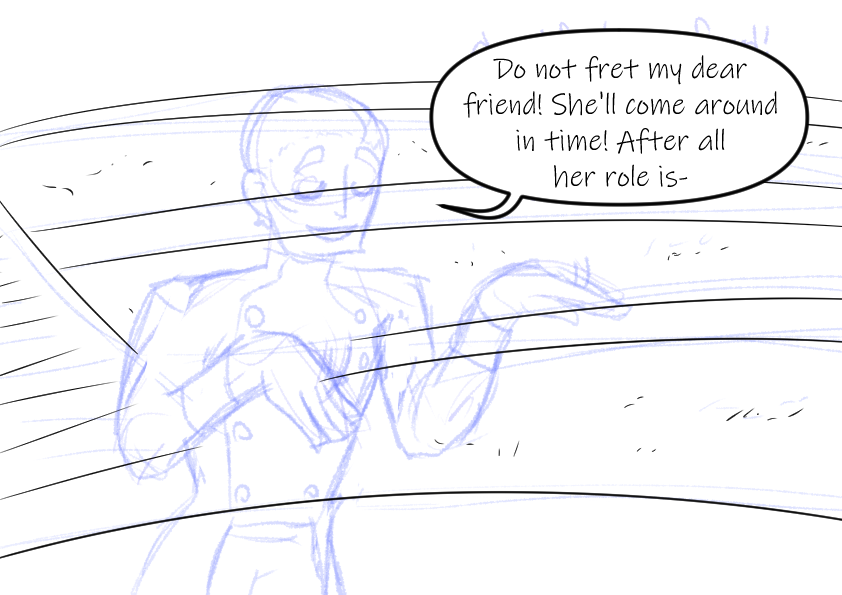 Do not fret my dear
friend! She'll come around
in time! After all
her role is-